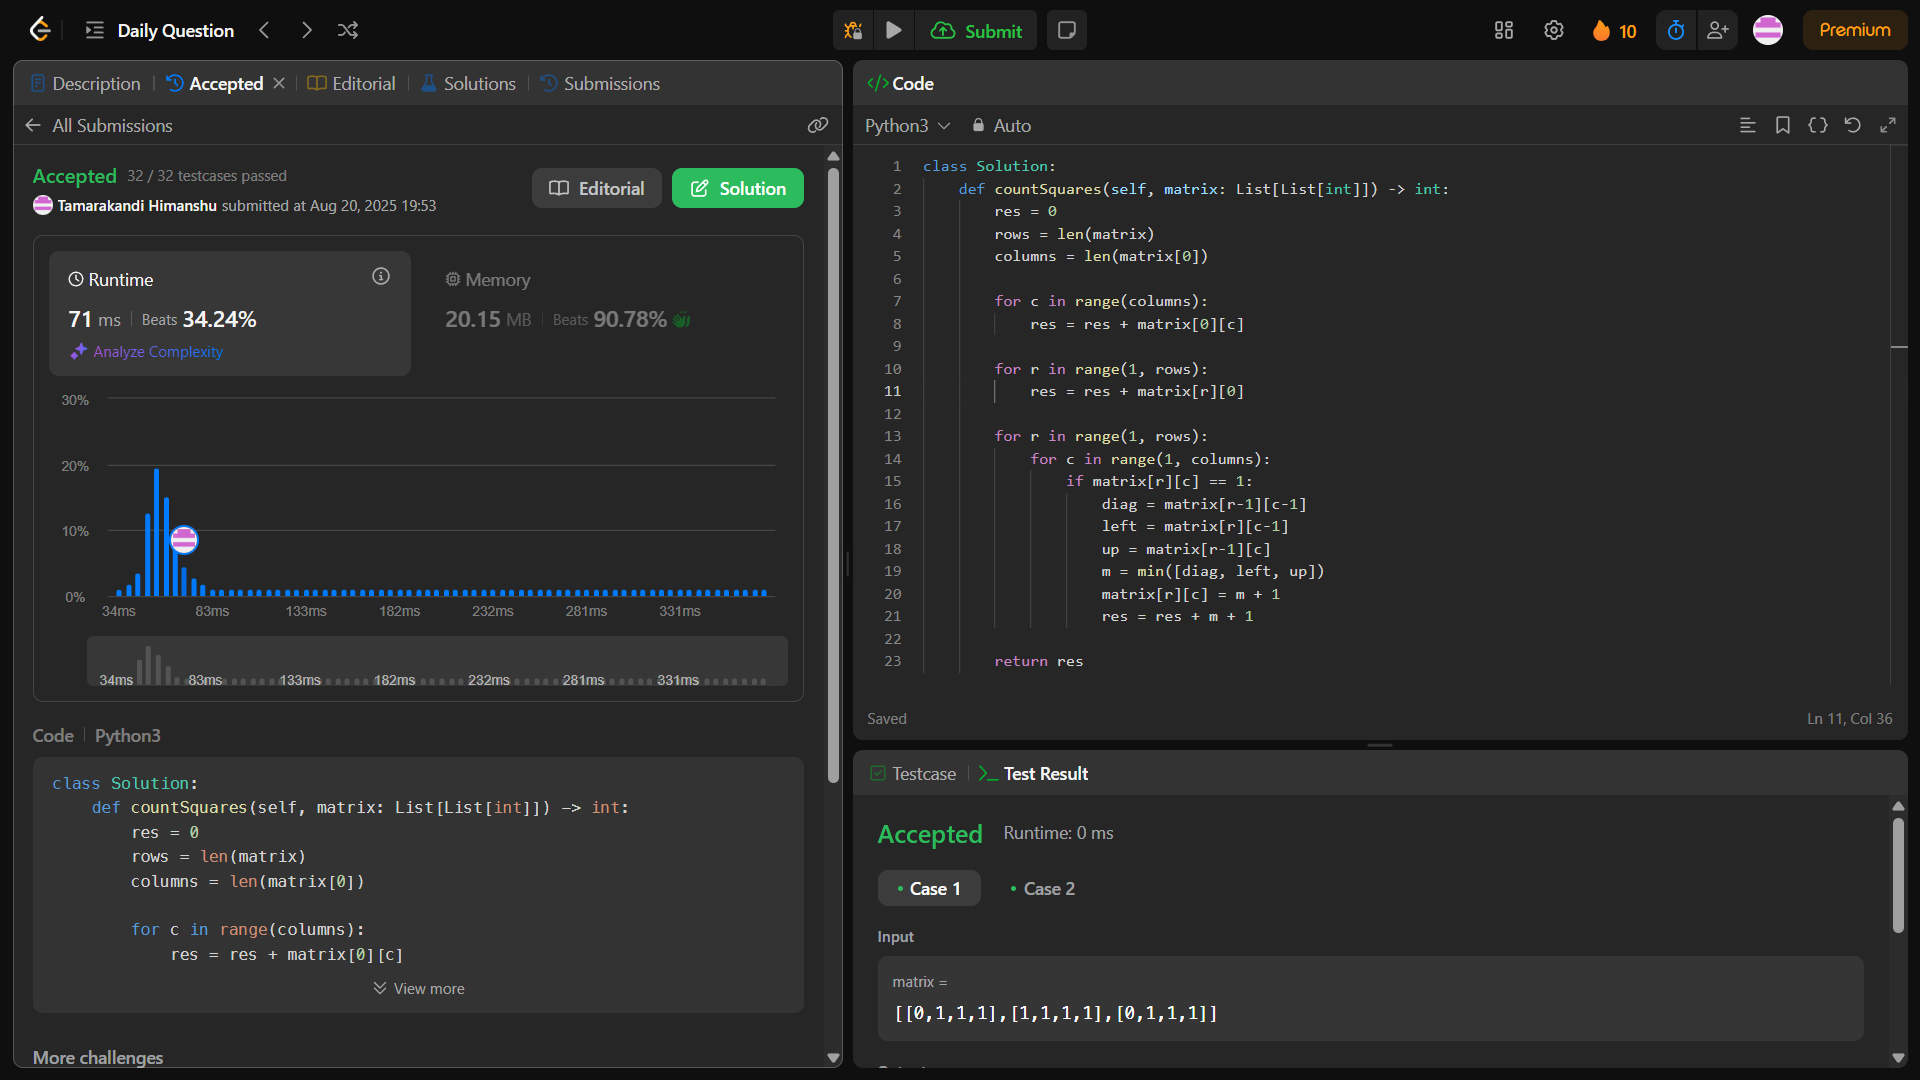 Daily Question
Submit
10
Premium
Description
Accepted
Editorial
Solutions
Submissions
All Submissions
Accepted 32 / 32 testcases passed
Tamarakandi Himanshu submitted at Aug 20, 2025 19:53
Editorial
Solution
Runtime
71 ms Beats 34.24%
Analyze Complexity
Memory
20.15 MB Beats 90.78%
30%
20%
10%
0%
34ms 83ms 133ms 182ms 232ms 281ms 331ms
34ms 83ms 133ms 182ms 232ms 281ms 331ms
Code Python3
class Solution:
    def countSquares(self, matrix: List[List[int]]) -> int:
        res = 0
        rows = len(matrix)
        columns = len(matrix[0])

        for c in range(columns):
            res = res + matrix[0][c]
View more
More challenges
</> Code
Python3 Auto
1 class Solution:
2     def countSquares(self, matrix: List[List[int]]) -> int:
3         res = 0
4         rows = len(matrix)
5         columns = len(matrix[0])
6
7         for c in range(columns):
8             res = res + matrix[0][c]
9
10         for r in range(1, rows):
11             res = res + matrix[r][0]
12
13         for r in range(1, rows):
14             for c in range(1, columns):
15                 if matrix[r][c] == 1:
16                     diag = matrix[r-1][c-1]
17                     left = matrix[r][c-1]
18                     up = matrix[r-1][c]
19                     m = min([diag, left, up])
20                     matrix[r][c] = m + 1
21                     res = res + m + 1
22
23         return res
Saved
Ln 11, Col 36
Testcase
Test Result
Accepted Runtime: 0 ms
Case 1
Case 2
Input
matrix =
[[0,1,1,1],[1,1,1,1],[0,1,1,1]]